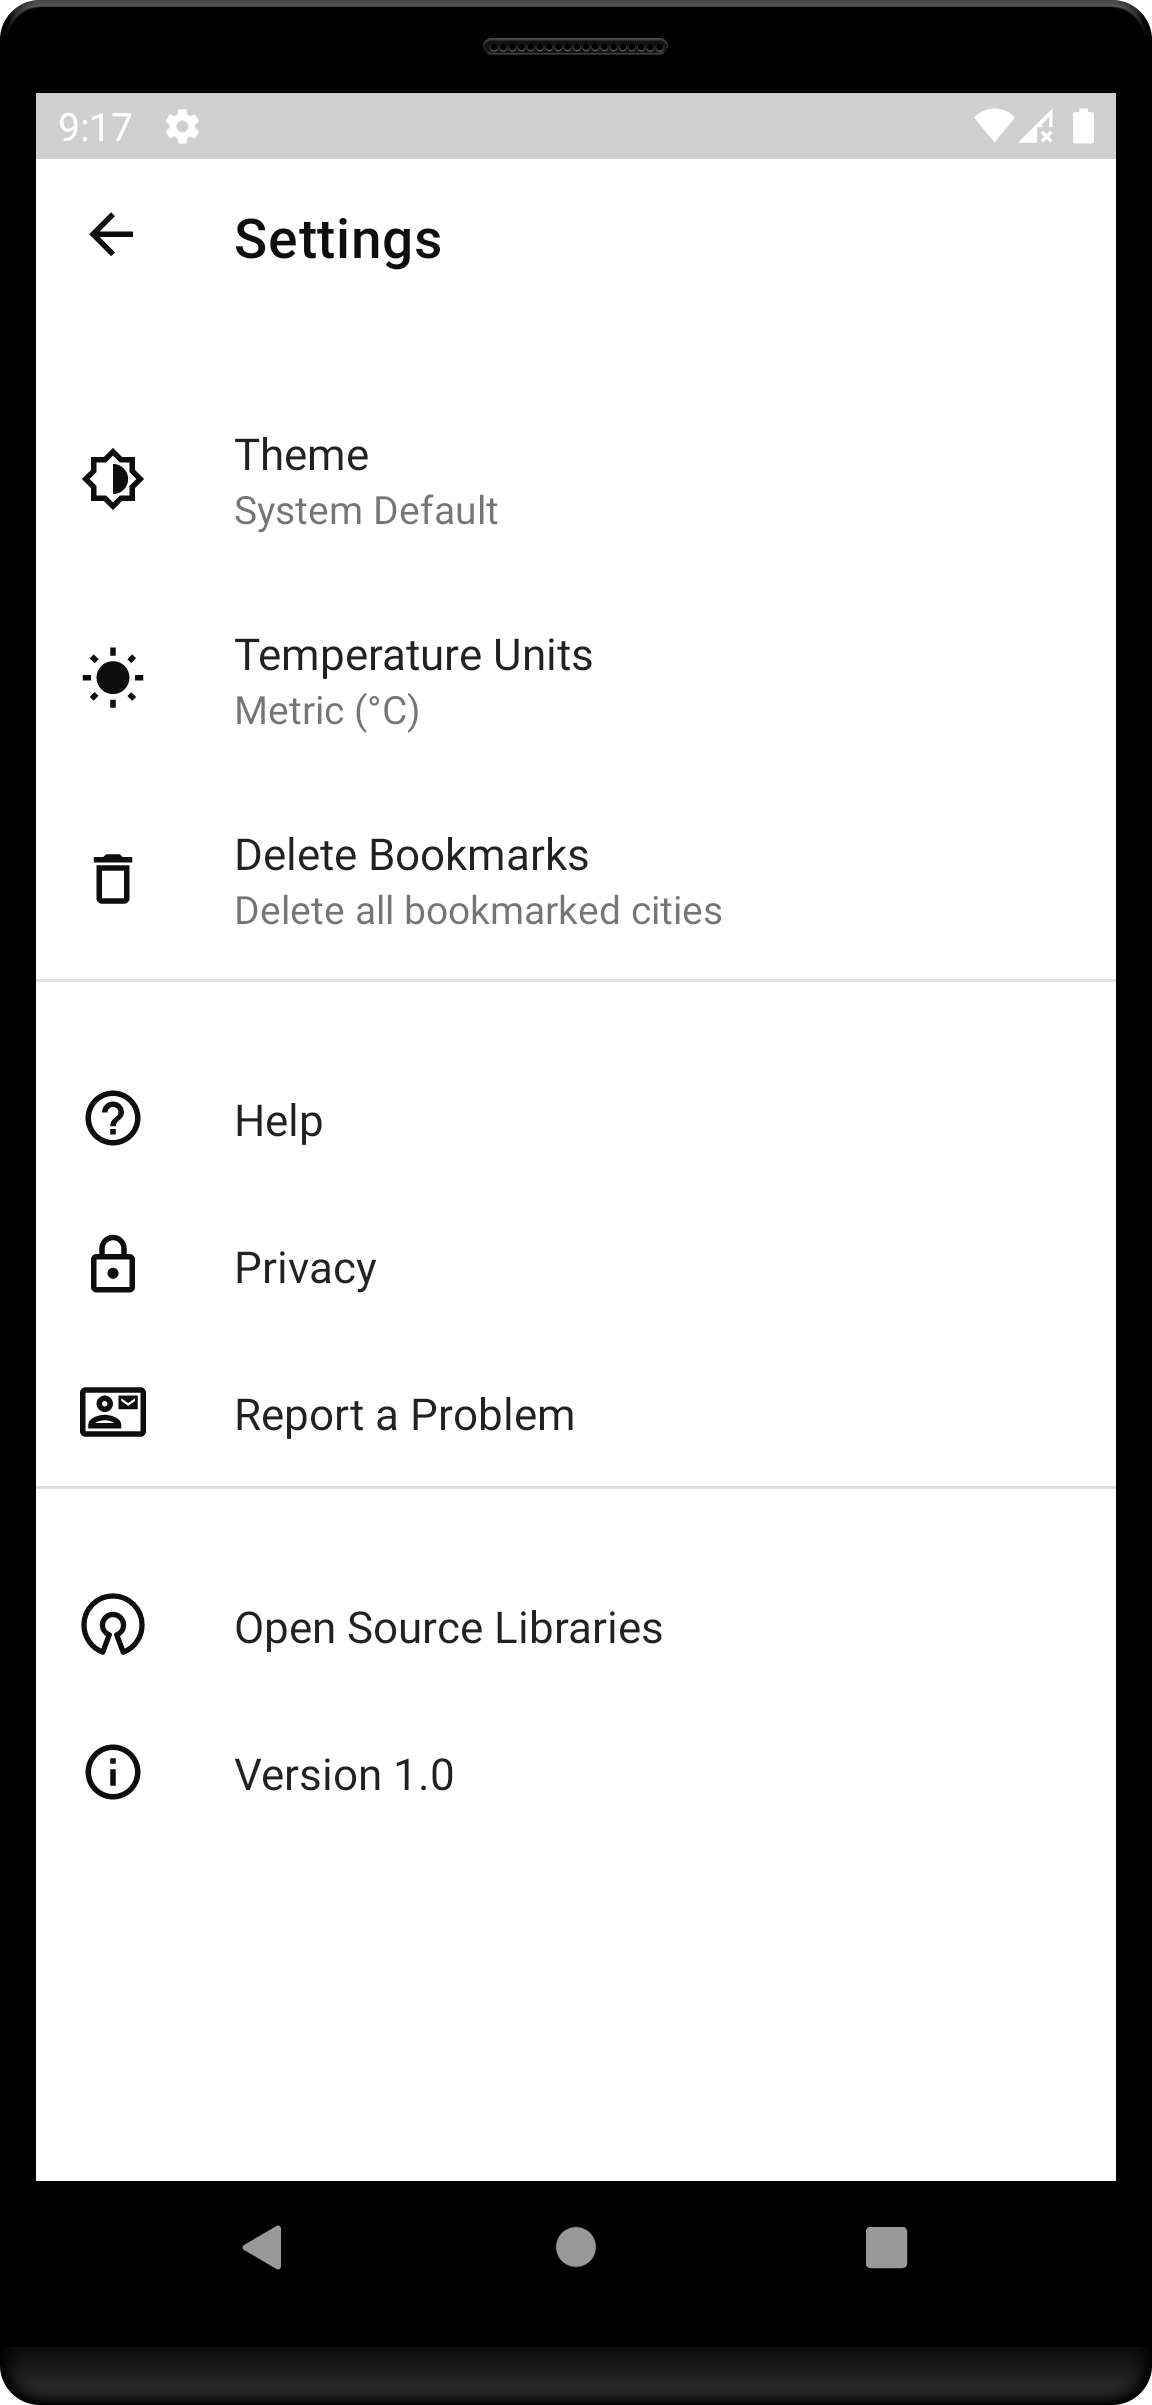 9:17
Settings
Theme
System Default
Temperature Units
Metric (°C)
Delete Bookmarks
Delete all bookmarked cities
Help
Privacy
Report a Problem
Open Source Libraries
Version 1.0